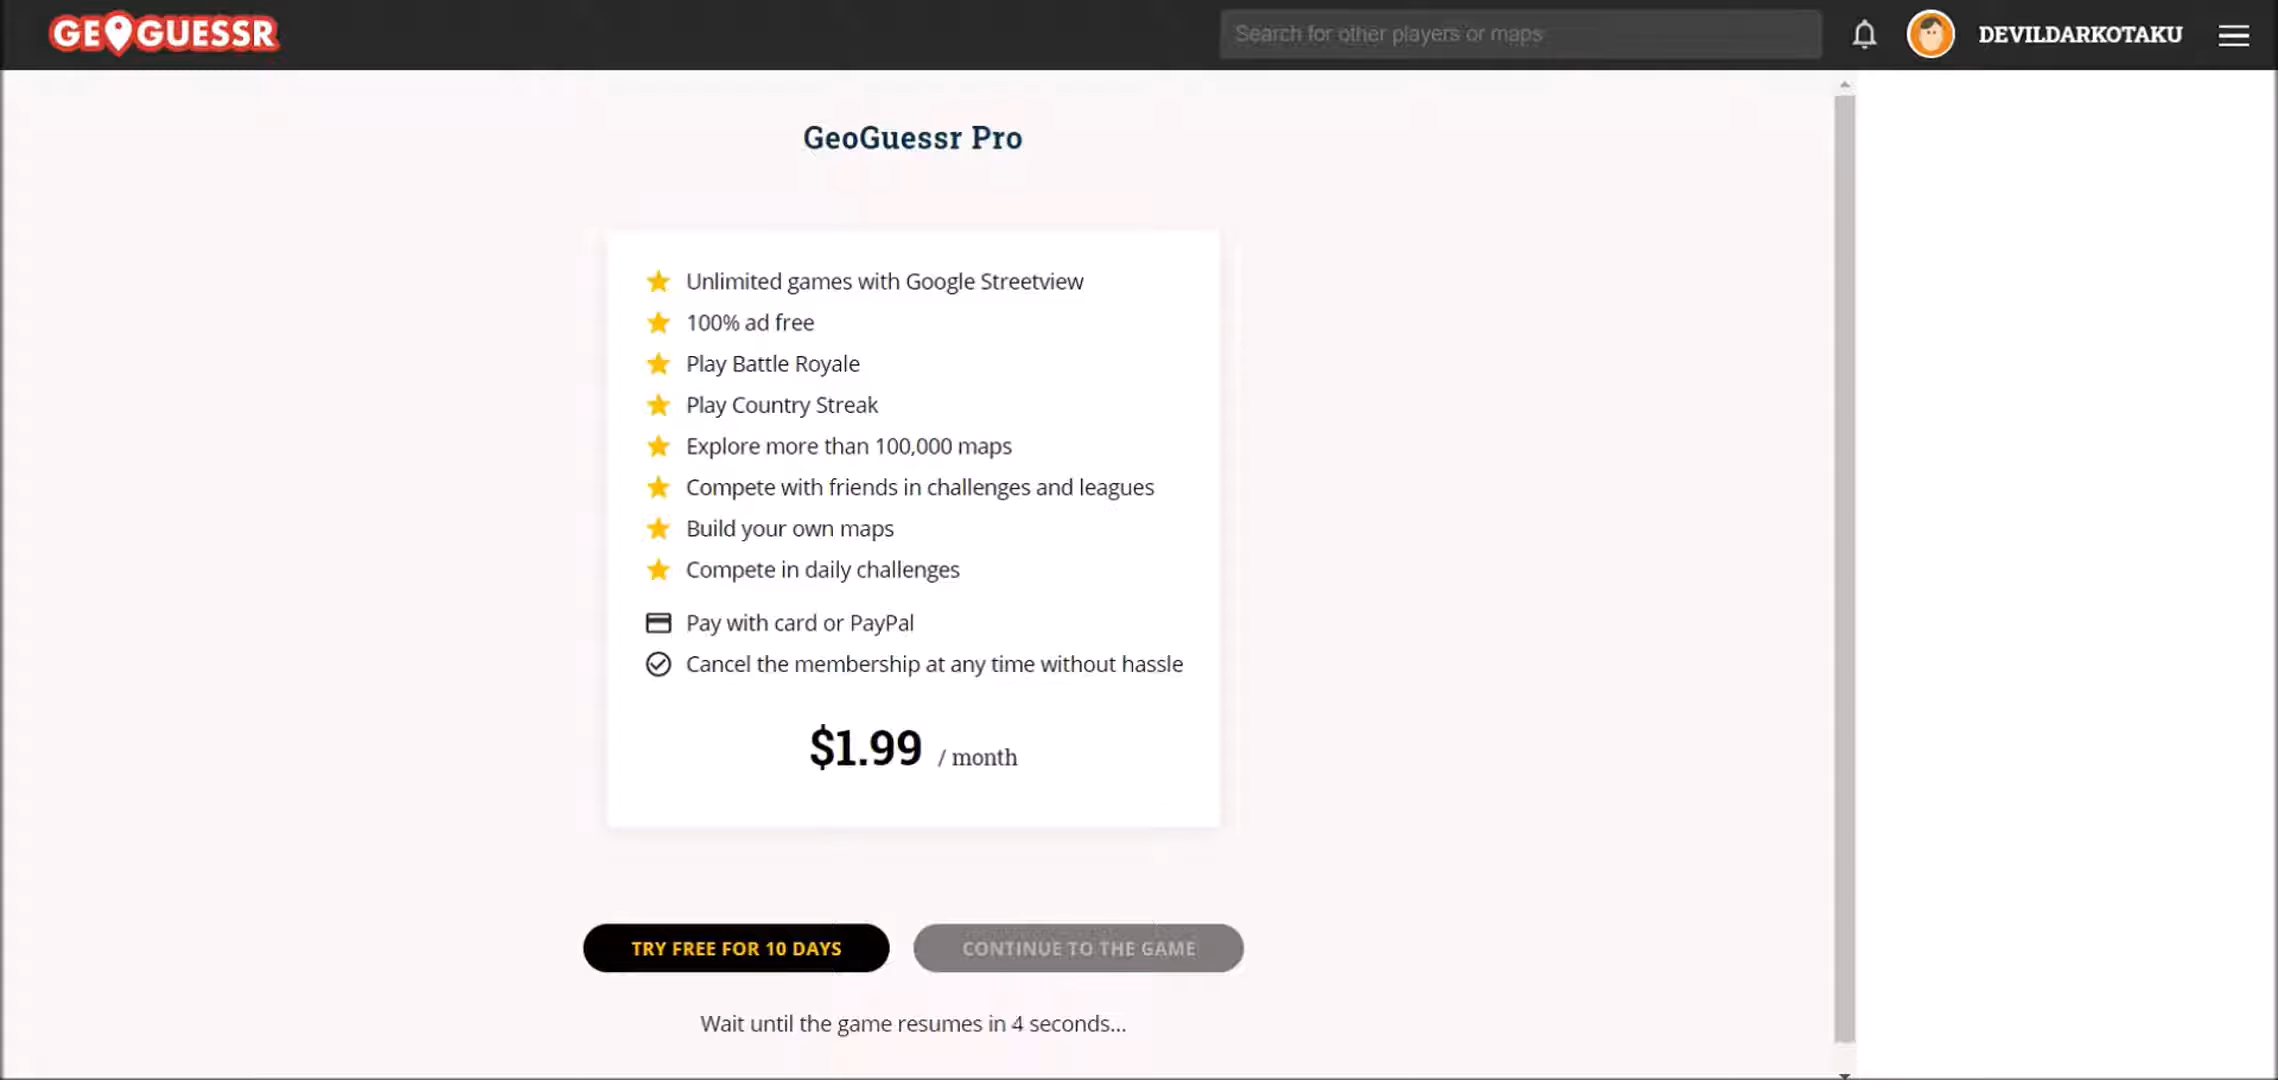 GEOGUESSR
Search for other players or maps
DEVILDARKOTAKU
GeoGuessr Pro
Unlimited games with Google Streetview
100% ad free
Play Battle Royale
Play Country Streak
Explore more than 100,000 maps
Compete with friends in challenges and leagues
Build your own maps
Compete in daily challenges
Pay with card or PayPal
Cancel the membership at any time without hassle
$1.99 / month
TRY FREE FOR 10 DAYS
CONTINUE TO THE GAME
Wait until the game resumes in 4 seconds...